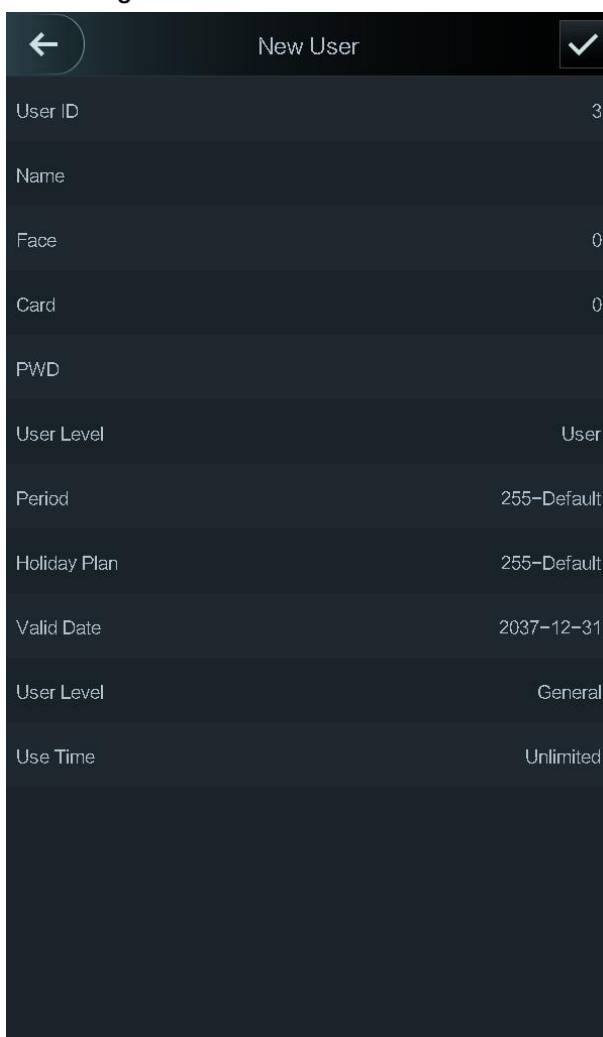 New User
User ID 3
Name
Face 0
Card 0
PWD
User Level User
Period 255-Default
Holiday Plan 255-Default
Valid Date 2037-12-31
User Level General
Use Time Unlimited